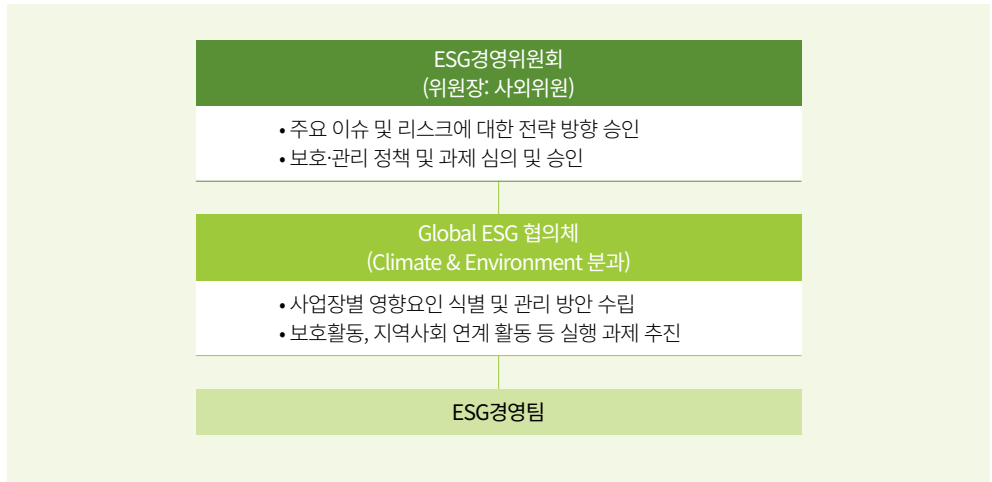 ESG경영위원회
(위원장: 사외위원)
• 주요 이슈 및 리스크에 대한 전략 방향 승인
• 보호·관리 정책 및 과제 심의 및 승인
Global ESG 협의체
(Climate & Environment 분과)
• 사업장별 영향요인 식별 및 관리 방안 수립
• 보호활동, 지역사회 연계 활동 등 실행 과제 추진
ESG경영팀